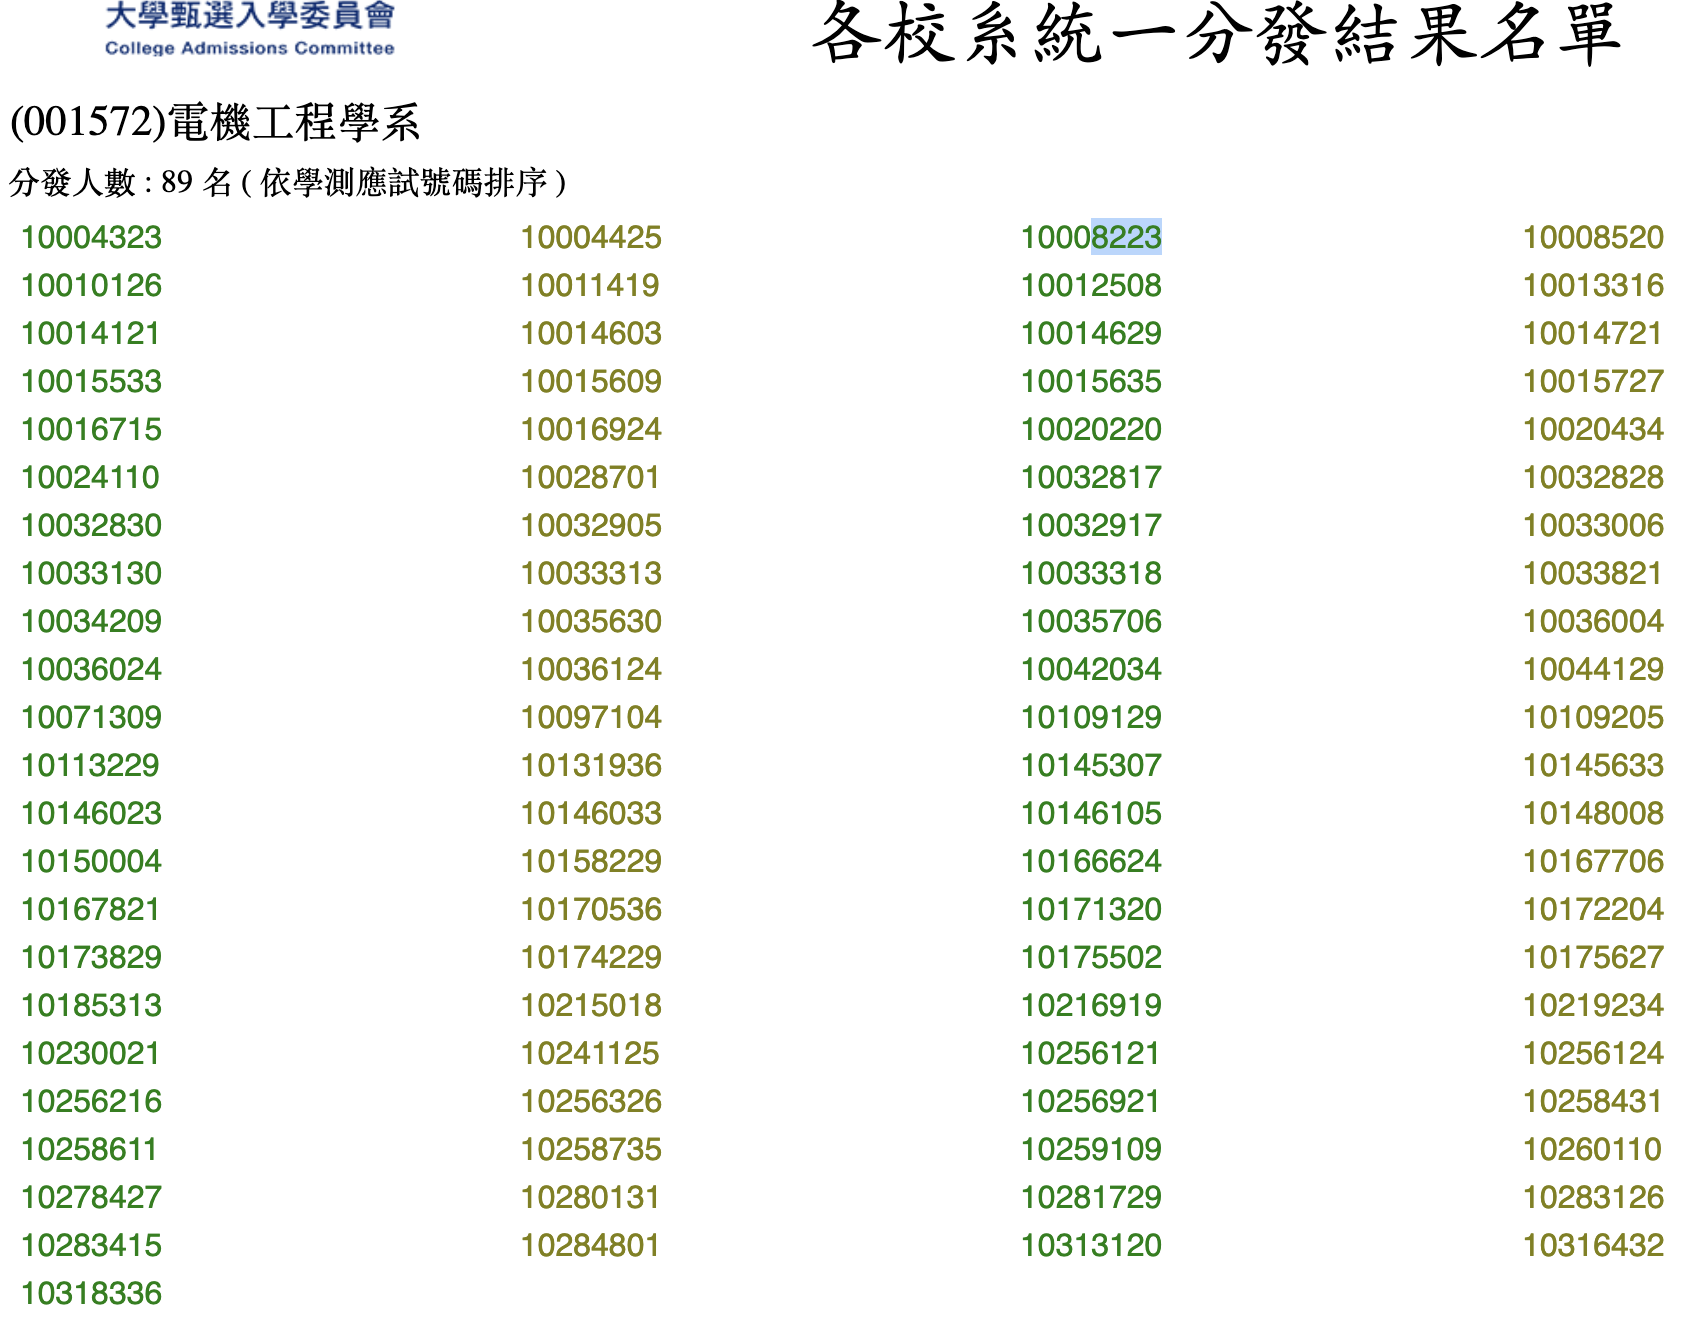 大學甄選入學委員會
College Admissions Committee
各校系統一分發結果名單
(001572)電機工程學系
分發人數 : 89 名 ( 依學測應試號碼排序 )
10004323 10004425 10008223 10008520
10010126 10011419 10012508 10013316
10014121 10014603 10014629 10014721
10015533 10015609 10015635 10015727
10016715 10016924 10020220 10020434
10024110 10028701 10032817 10032828
10032830 10032905 10032917 10033006
10033130 10033313 10033318 10033821
10034209 10035630 10035706 10036004
10036024 10036124 10042034 10044129
10071309 10097104 10109129 10109205
10113229 10131936 10145307 10145633
10146023 10146033 10146105 10148008
10150004 10158229 10166624 10167706
10167821 10170536 10171320 10172204
10173829 10174229 10175502 10175627
10185313 10215018 10216919 10219234
10230021 10241125 10256121 10256124
10256216 10256326 10256921 10258431
10258611 10258735 10259109 10260110
10278427 10280131 10281729 10283126
10283415 10284801 10313120 10316432
10318336